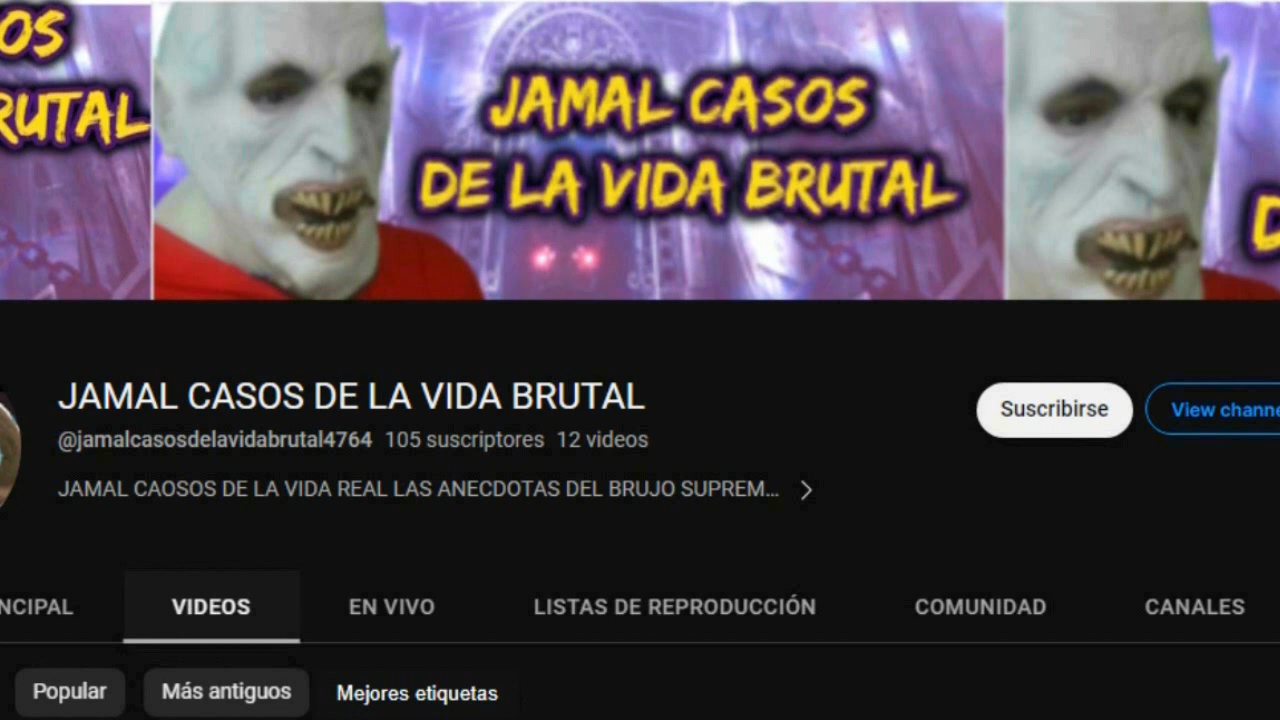 OS
RUTAL
JAMAL CASOS
DE LA VIDA BRUTAL
D
JAMAL CASOS DE LA VIDA BRUTAL
@jamalcasosdelavidabrutal4764 105 suscriptores 12 videos
Suscribirse
View channe
JAMAL CAOSOS DE LA VIDA REAL LAS ANECDOTAS DEL BRUJO SUPREM...
NCIPAL VIDEOS EN VIVO LISTAS DE REPRODUCCIÓN COMUNIDAD CANALES
Popular Más antiguos Mejores etiquetas